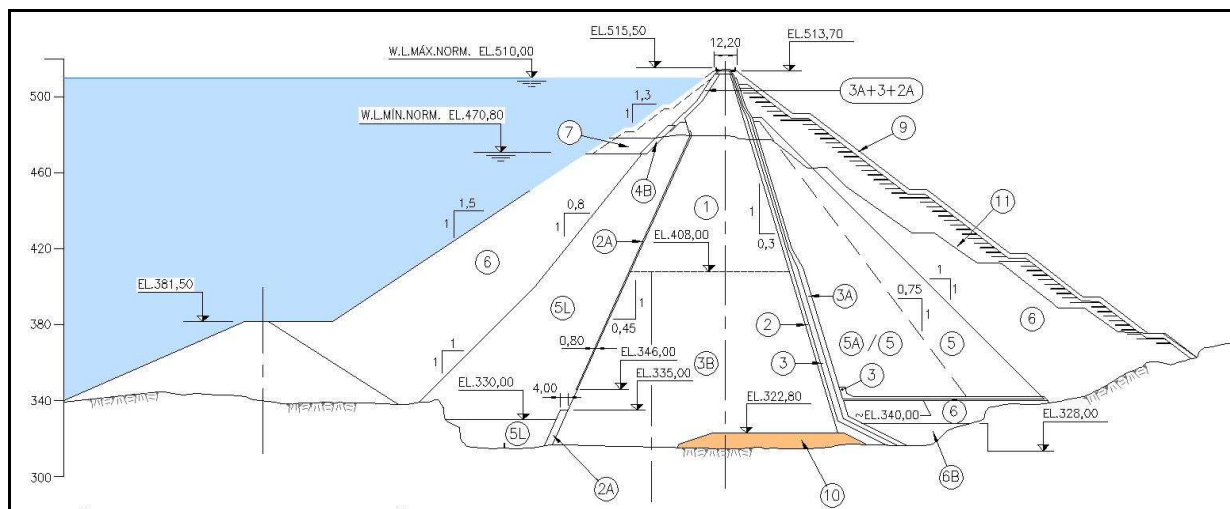 EL.515,50
12,20
EL.513,70
W.L.MÁX.NORM. EL.510,00
500
3A+3+2A
1,3
1
W.L.MÍN.NORM. EL.470,80
7
9
460
4B
1,5
1
0,8
1
1
1
0,3
11
2A
EL.408,00
420
6
EL.381,50
3A
0,75
1
1
1
6
5L
1
0,45
2
380
0,80
5A / 5
5
EL.346,00
1
1
3B
3
3
EL.330,00
4,00
EL.335,00
340
EL.322,80
~EL.340,00
6
EL.328,00
5L
6B
300
2A
10